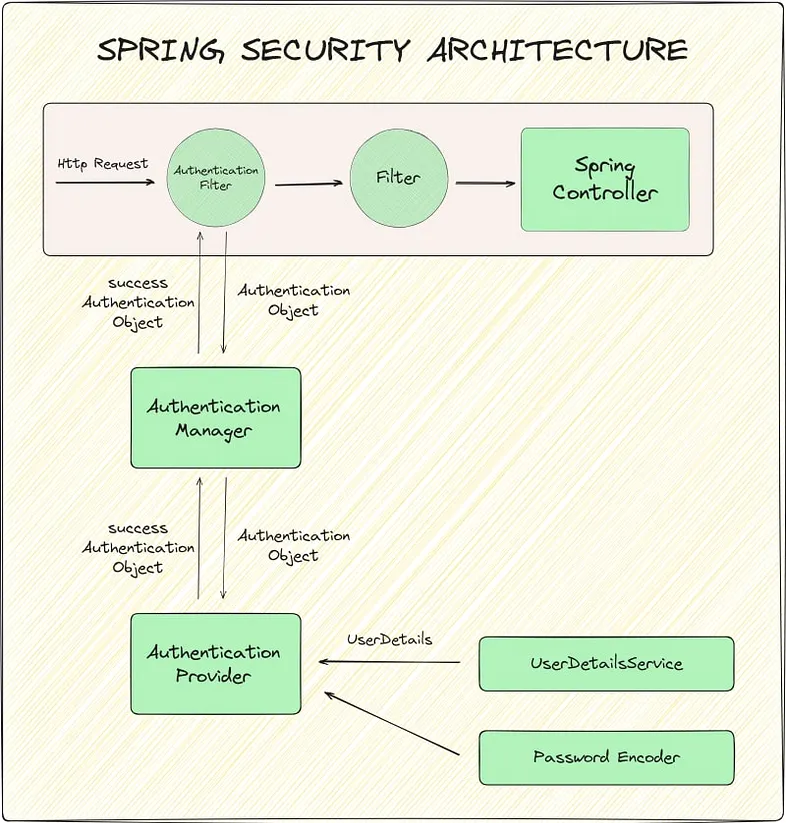 SPRING SECURITY ARCHITECTURE
Http Request
Authentication
Filter
Filter
Spring
Controller
success
Authentication
Object
Authentication
Object
Authentication
Manager
success
Authentication
Object
Authentication
Object
Authentication
Provider
UserDetails
UserDetailsService
Password Encoder